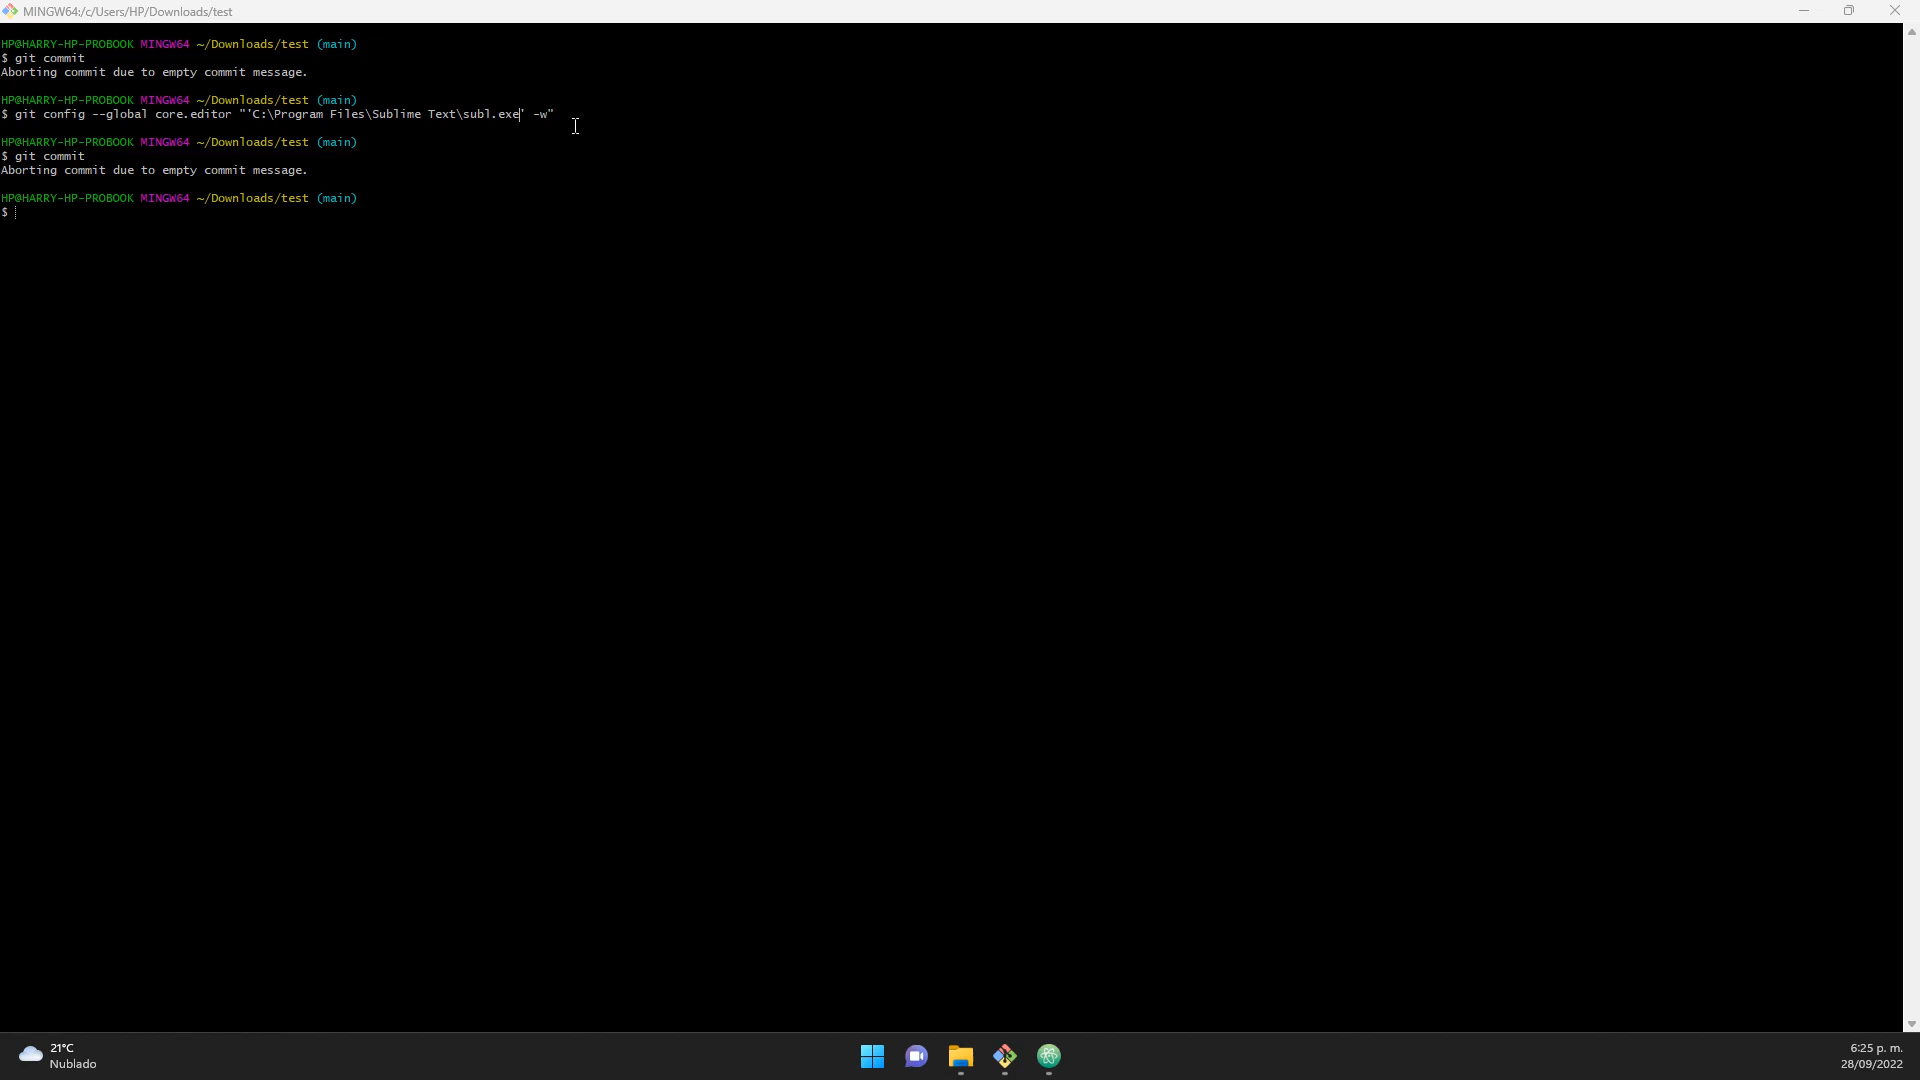 MINGW64:/c/Users/HP/Downloads/test
HP@HARRY-HP-PROBOOK MINGW64 ~/Downloads/test (main)
$ git commit
Aborting commit due to empty commit message.
HP@HARRY-HP-PROBOOK MINGW64 ~/Downloads/test (main)
$ git config --global core.editor "'C:\Program Files\Sublime Text\subl.exe' -w"
HP@HARRY-HP-PROBOOK MINGW64 ~/Downloads/test (main)
$ git commit
Aborting commit due to empty commit message.
HP@HARRY-HP-PROBOOK MINGW64 ~/Downloads/test (main)
$
21°C
Nublado
6:25 p. m.
28/09/2022